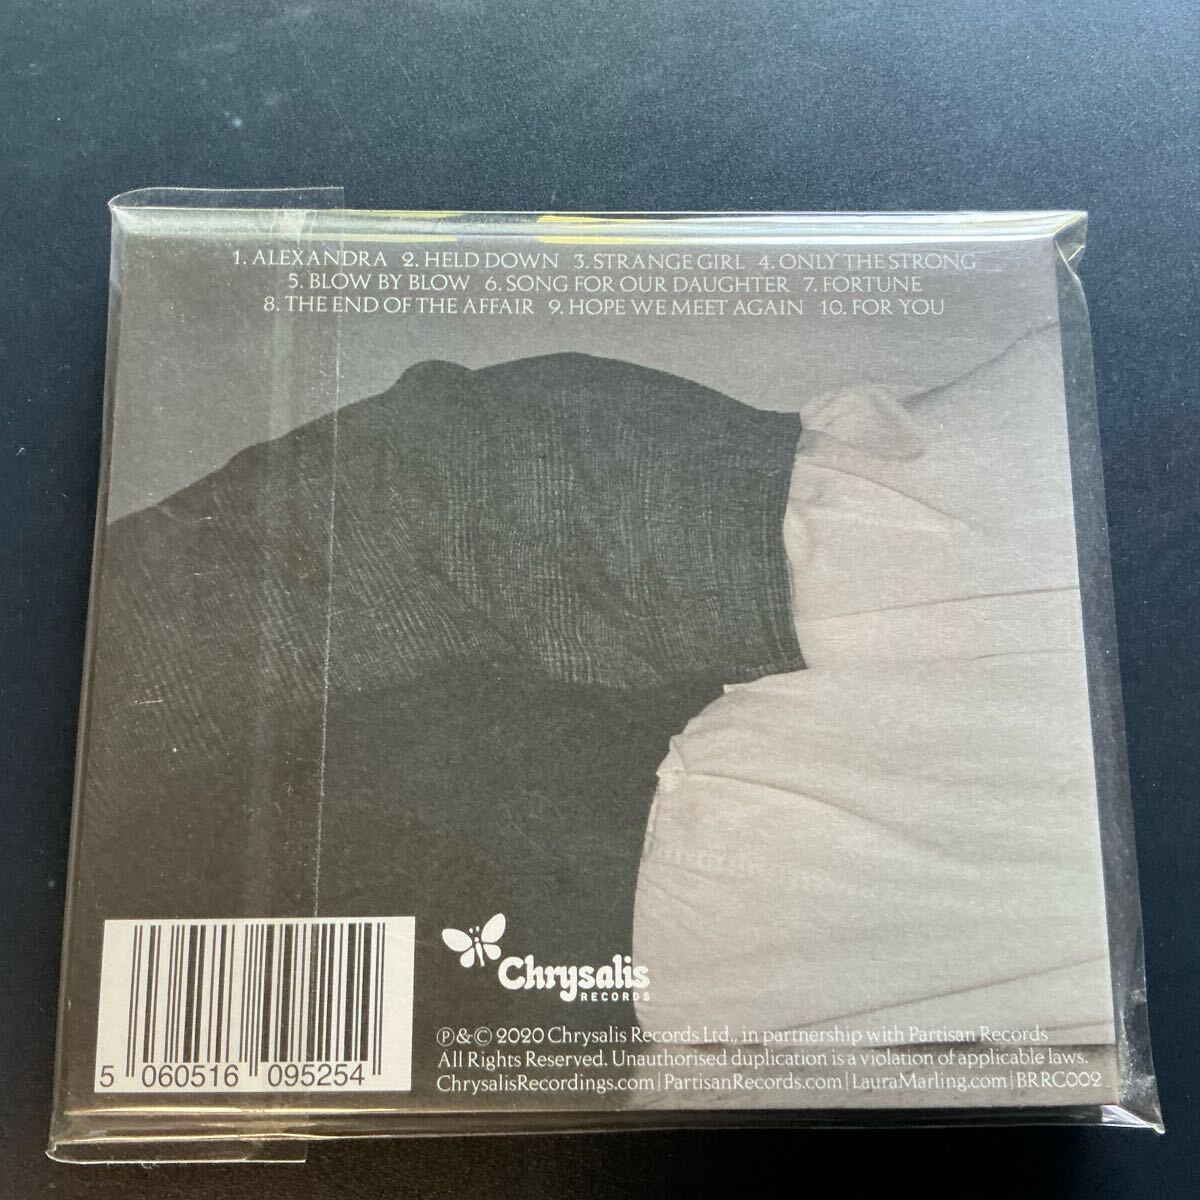 1. ALEXANDRA 2. HELD DOWN 3. STRANGE GIRL 4. ONLY THE STRONG
5. BLOW BY BLOW 6. SONG FOR OUR DAUGHTER 7. FORTUNE
8. THE END OF THE AFFAIR 9. HOPE WE MEET AGAIN 10. FOR YOU
Chrysalis
RECORDS
℗&© 2020 Chrysalis Records Ltd., in partnership with Partisan Records
All Rights Reserved. Unauthorised duplication is a violation of applicable laws.
ChrysalisRecordings.com | PartisanRecords.com | LauraMarling.com | BRRC002
5 060516 095254